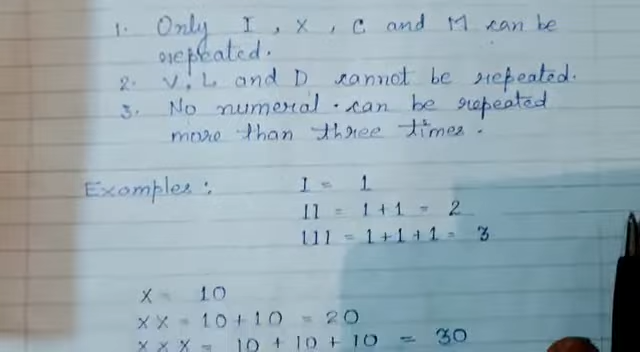 1. Only I, X, C and M can be
repeated.
2. V, L and D cannot be repeated.
3. No numeral can be repeated
more than three times.
Examples: I = 1
II = 1+1 = 2
III = 1+1+1 = 3
X = 10
XX = 10+10 = 20
XXX = 10 + 10 + 10 = 30